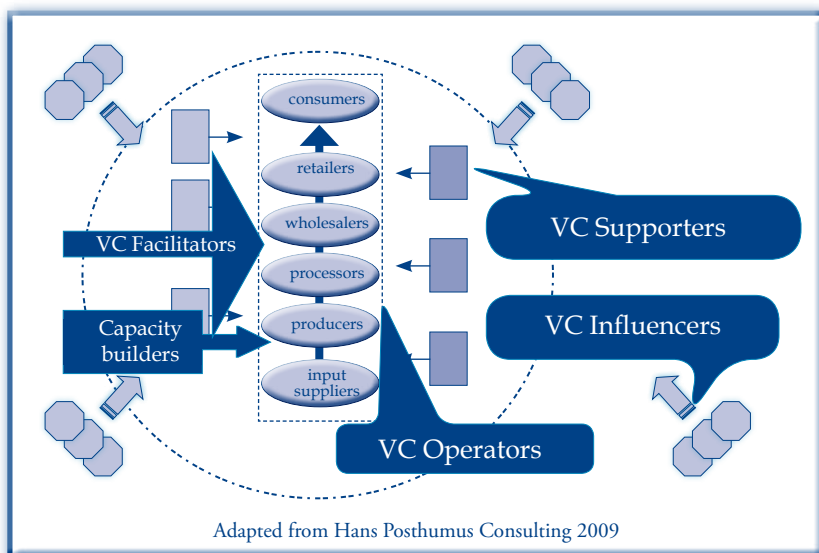 consumers
retailers
wholesalers
processors
producers
input
suppliers
VC Facilitators
Capacity
builders
VC Supporters
VC Influencers
VC Operators
Adapted from Hans Posthumus Consulting 2009